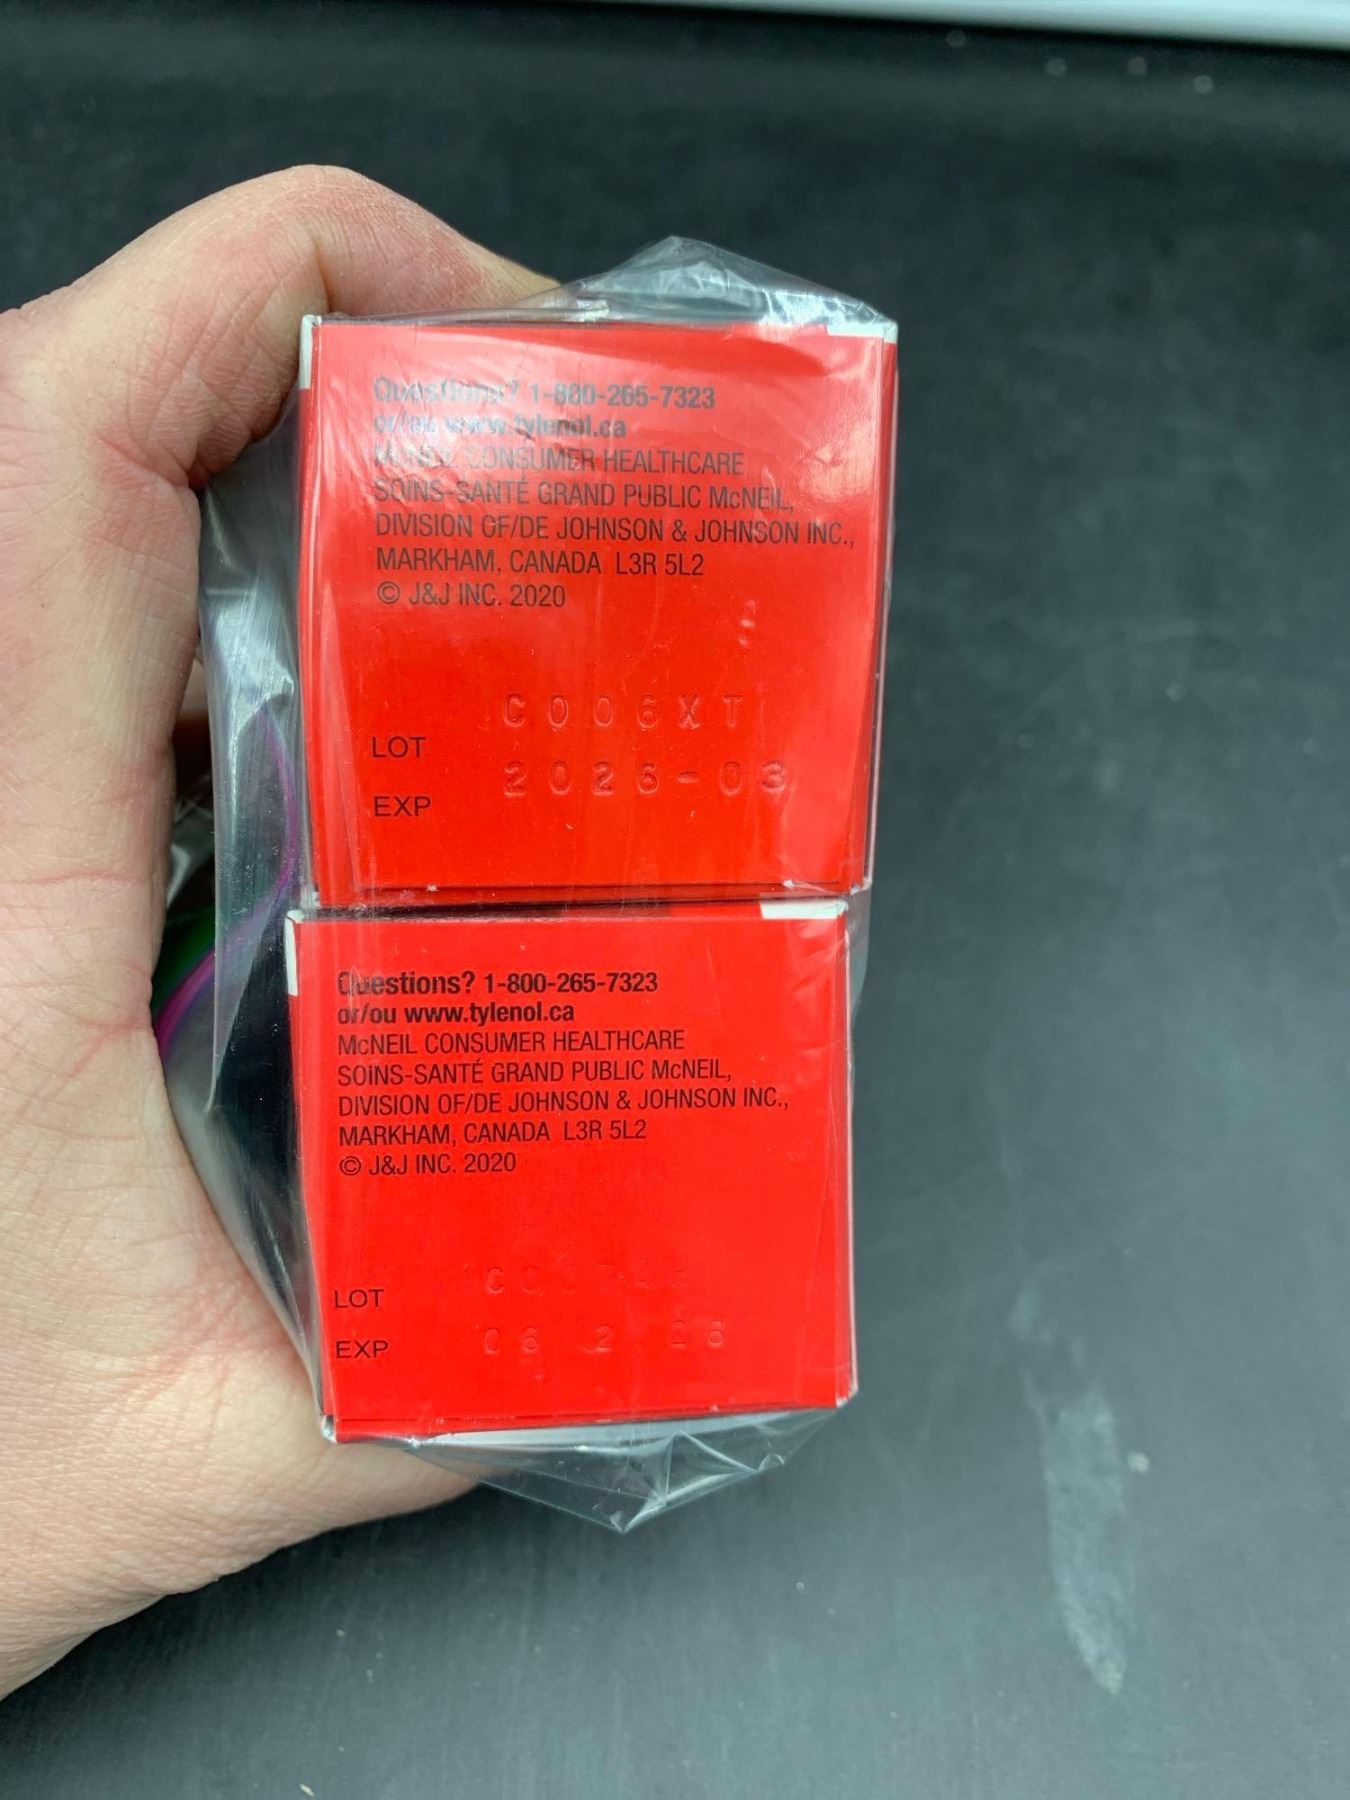 Questions? 1-800-265-7323
or/ou www.tylenol.ca
McNEIL CONSUMER HEALTHCARE
SOINS-SANTÉ GRAND PUBLIC McNEIL,
DIVISION OF/DE JOHNSON & JOHNSON INC.,
MARKHAM, CANADA L3R 5L2
© J&J INC. 2020
LOT C006XT
EXP 2026-03
Questions? 1-800-265-7323
or/ou www.tylenol.ca
McNEIL CONSUMER HEALTHCARE
SOINS-SANTÉ GRAND PUBLIC McNEIL,
DIVISION OF/DE JOHNSON & JOHNSON INC.,
MARKHAM, CANADA L3R 5L2
© J&J INC. 2020
LOT
EXP